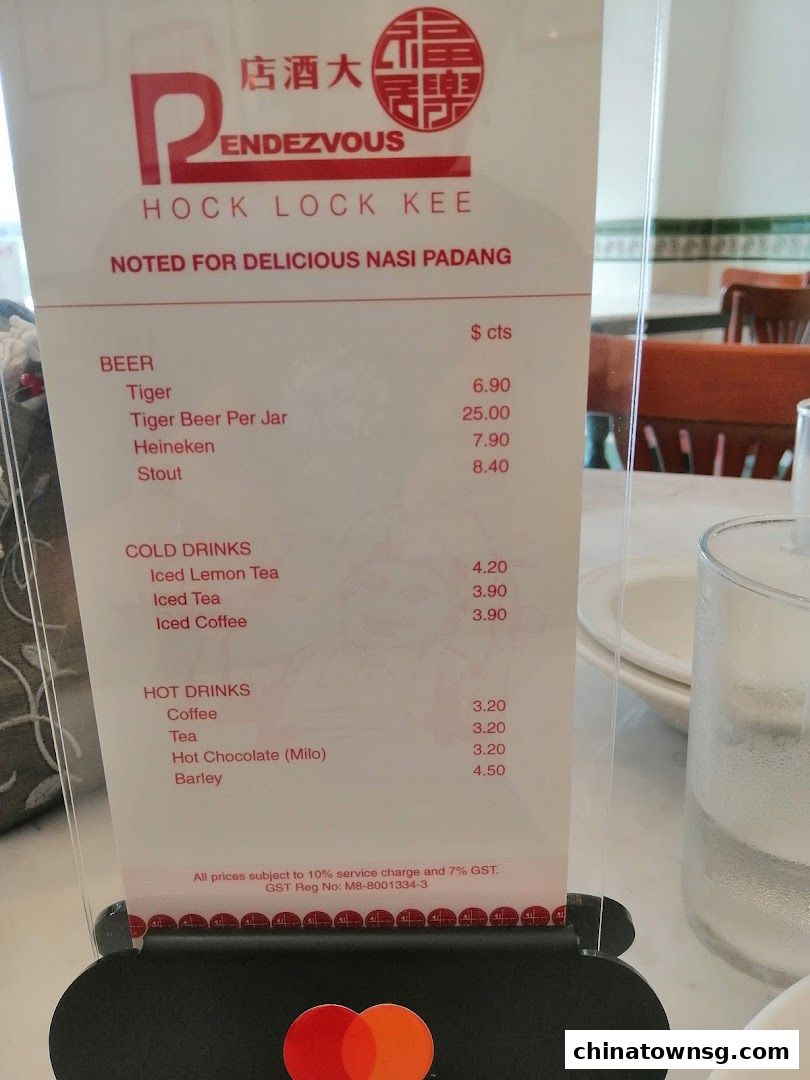 店酒大
福
居樂
RENDEZVOUS
HOCK LOCK KEE
NOTED FOR DELICIOUS NASI PADANG
$ cts
BEER
Tiger 6.90
Tiger Beer Per Jar 25.00
Heineken 7.90
Stout 8.40
COLD DRINKS
Iced Lemon Tea 4.20
Iced Tea 3.90
Iced Coffee 3.90
HOT DRINKS
Coffee 3.20
Tea 3.20
Hot Chocolate (Milo) 3.20
Barley 4.50
All prices subject to 10% service charge and 7% GST.
GST Reg No: M8-8001334-3
chinatownsg.com